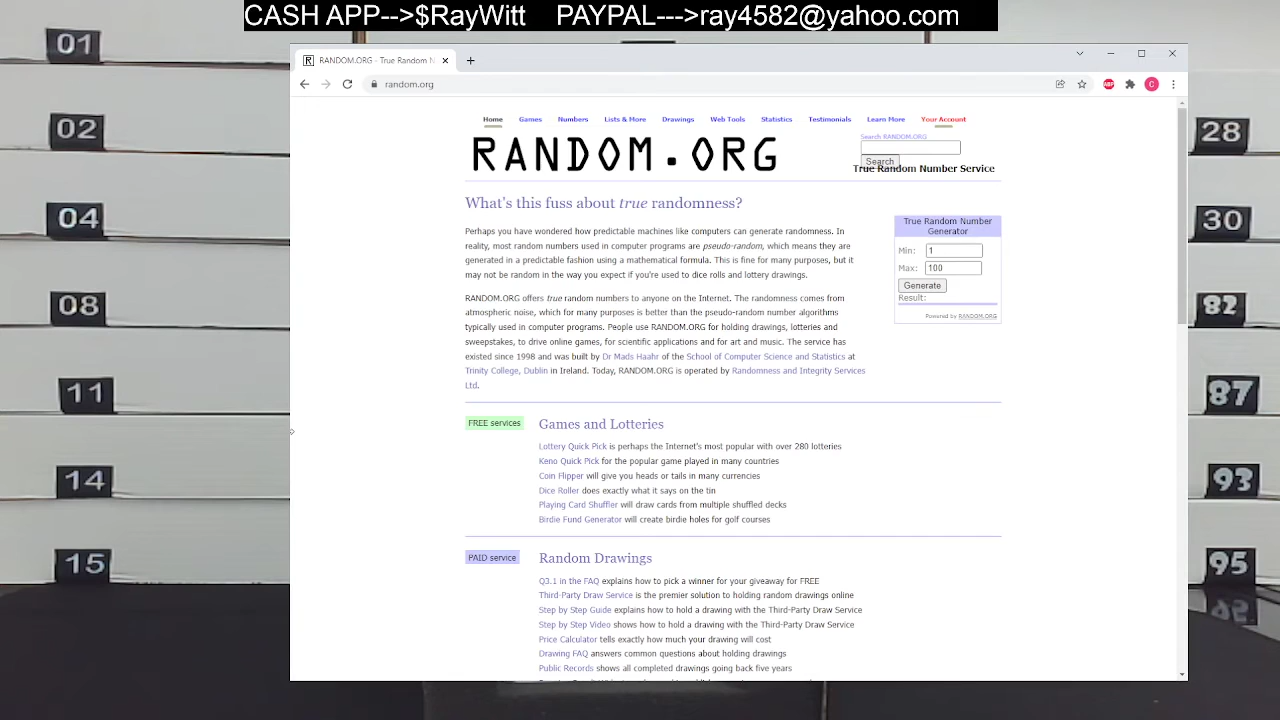 CASH APP-->$RayWitt PAYPAL--->ray4582@yahoo.com
01
02
04
08
11
14
15
28
30
82
87
93
95
RANDOM.ORG - True Random N
random.org
ABP
C
Home Games Numbers Lists & More Drawings Web Tools Statistics Testimonials Learn More Your Account
RANDOM.ORG
Search RANDOM.ORG
Search
True Random Number Service
What's this fuss about true randomness?
Perhaps you have wondered how predictable machines like computers can generate randomness. In
reality, most random numbers used in computer programs are pseudo-random, which means they are
generated in a predictable fashion using a mathematical formula. This is fine for many purposes, but it
may not be random in the way you expect if you're used to dice rolls and lottery drawings.
RANDOM.ORG offers true random numbers to anyone on the Internet. The randomness comes from
atmospheric noise, which for many purposes is better than the pseudo-random number algorithms
typically used in computer programs. People use RANDOM.ORG for holding drawings, lotteries and
sweepstakes, to drive online games, for scientific applications and for art and music. The service has
existed since 1998 and was built by Dr Mads Haahr of the School of Computer Science and Statistics at
Trinity College, Dublin in Ireland. Today, RANDOM.ORG is operated by Randomness and Integrity Services
Ltd.
True Random Number
Generator
Min: 1
Max: 100
Generate
Result:
Powered by RANDOM.ORG
FREE services
Games and Lotteries
Lottery Quick Pick is perhaps the Internet's most popular with over 280 lotteries
Keno Quick Pick for the popular game played in many countries
Coin Flipper will give you heads or tails in many currencies
Dice Roller does exactly what it says on the tin
Playing Card Shuffler will draw cards from multiple shuffled decks
Birdie Fund Generator will create birdie holes for golf courses
PAID service
Random Drawings
Q3.1 in the FAQ explains how to pick a winner for your giveaway for FREE
Third-Party Draw Service is the premier solution to holding random drawings online
Step by Step Guide explains how to hold a drawing with the Third-Party Draw Service
Step by Step Video shows how to hold a drawing with the Third-Party Draw Service
Price Calculator tells exactly how much your drawing will cost
Drawing FAQ answers common questions about holding drawings
Public Records shows all completed drawings going back five years